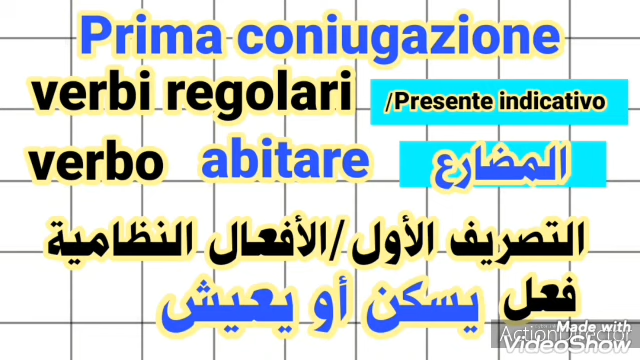 Prima coniugazione
verbi regolari /Presente indicativo
verbo abitare المضارع
التصريف الأول/الأفعال النظامية
فعل يسكن أو يعيش
Made with
ActionDirector
VideoShow